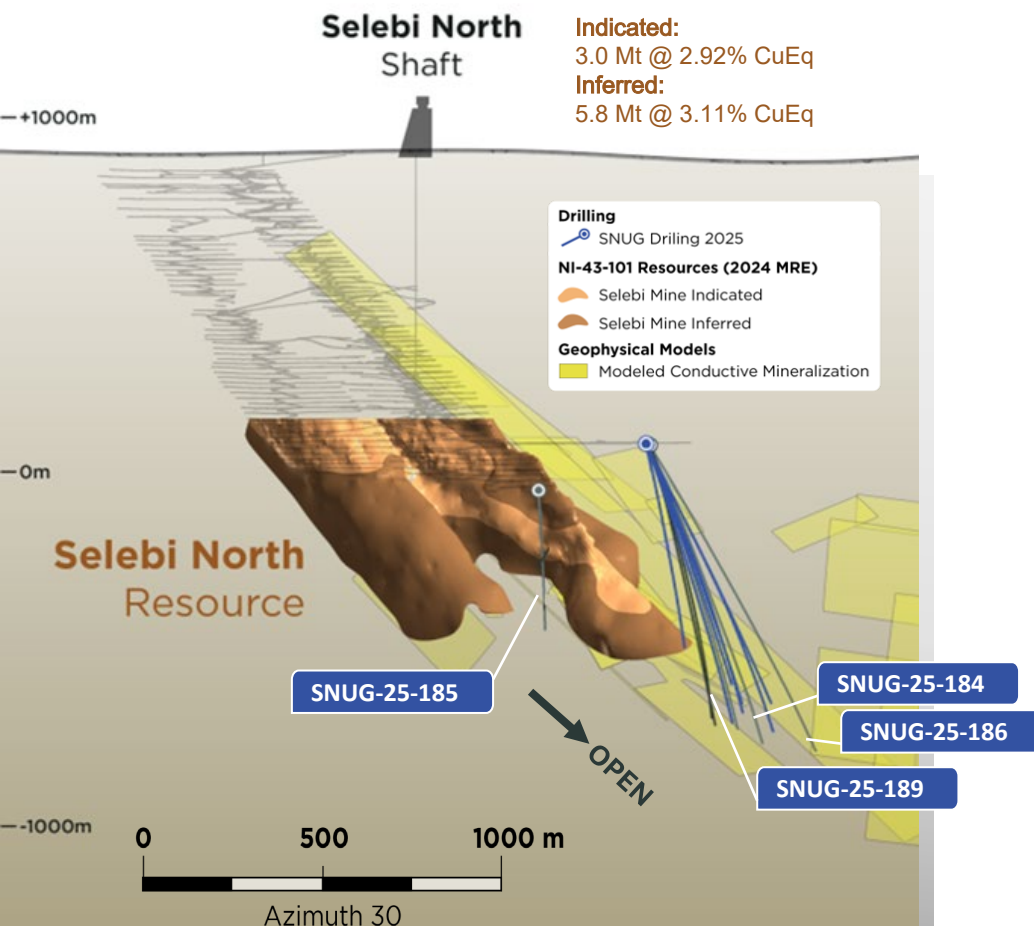 Selebi North
Shaft
Indicated:
3.0 Mt @ 2.92% CuEq
Inferred:
5.8 Mt @ 3.11% CuEq
+1000m
Drilling
SNUG Driling 2025
NI-43-101 Resources (2024 MRE)
Selebi Mine Indicated
Selebi Mine Inferred
Geophysical Models
Modeled Conductive Mineralization
0m
Selebi North
Resource
SNUG-25-185
SNUG-25-184
SNUG-25-186
SNUG-25-189
OPEN
-1000m
0 500 1000 m
Azimuth 30